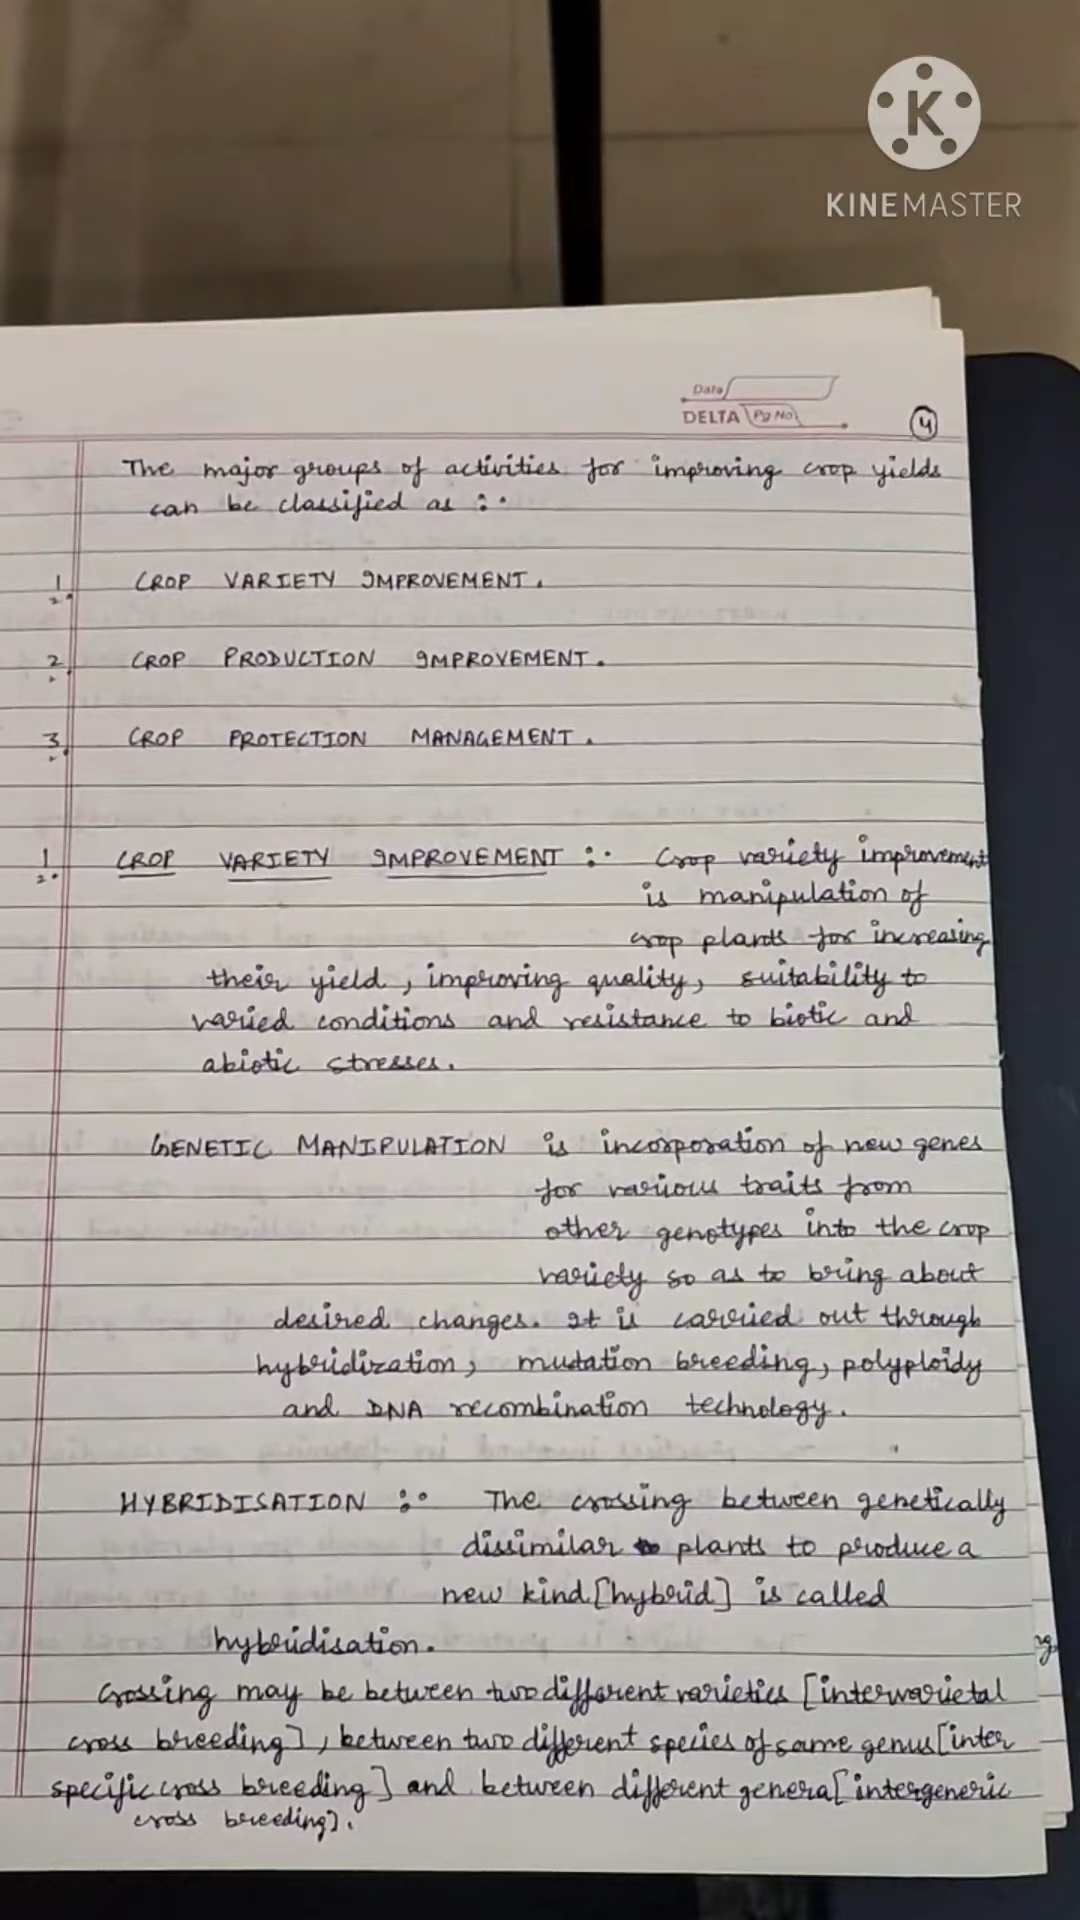 K
KINEMASTER
Date
DELTA Pg No
4
The major groups of activities for improving crop yields
can be classified as :·
1. CROP VARIETY IMPROVEMENT.
2. CROP PRODUCTION IMPROVEMENT.
3. CROP PROTECTION MANAGEMENT.
1. CROP VARIETY IMPROVEMENT :· Crop variety improvement
is manipulation of
crop plants for increasing
their yield, improving quality, suitability to
varied conditions and resistance to biotic and
abiotic stresses.
GENETIC MANIPULATION is incorporation of new genes
for various traits from
other genotypes into the crop
variety so as to bring about
desired changes. It is carried out through
hybridization, mutation breeding, polyploidy
and DNA recombination technology.
HYBRIDISATION :· The crossing between genetically
dissimilar plants to produce a
new kind [hybrid] is called
hybridisation.
Crossing may be between two different varieties [intervarietal
cross breeding], between two different species of same genus [inter
specific cross breeding] and between different genera [intergeneric
cross breeding].